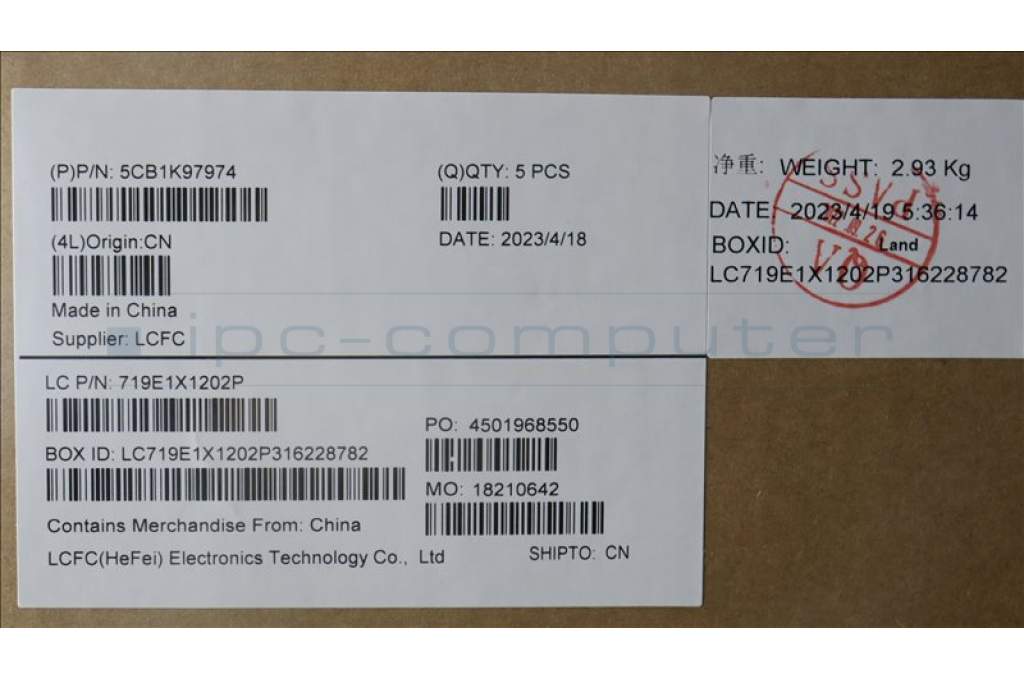 (P)P/N: 5CB1K97974
(Q)QTY: 5 PCS
(4L)Origin:CN
DATE: 2023/4/18
Made in China
Supplier: LCFC
净重: WEIGHT: 2.93 Kg
DATE: 2023/4/19 5:36:14
BOXID: Land
LC719E1X1202P316228782
ipc-computer
LC P/N: 719E1X1202P
BOX ID: LC719E1X1202P316228782
PO: 4501968550
MO: 18210642
Contains Merchandise From: China
LCFC(HeFei) Electronics Technology Co., Ltd
SHIPTO: CN